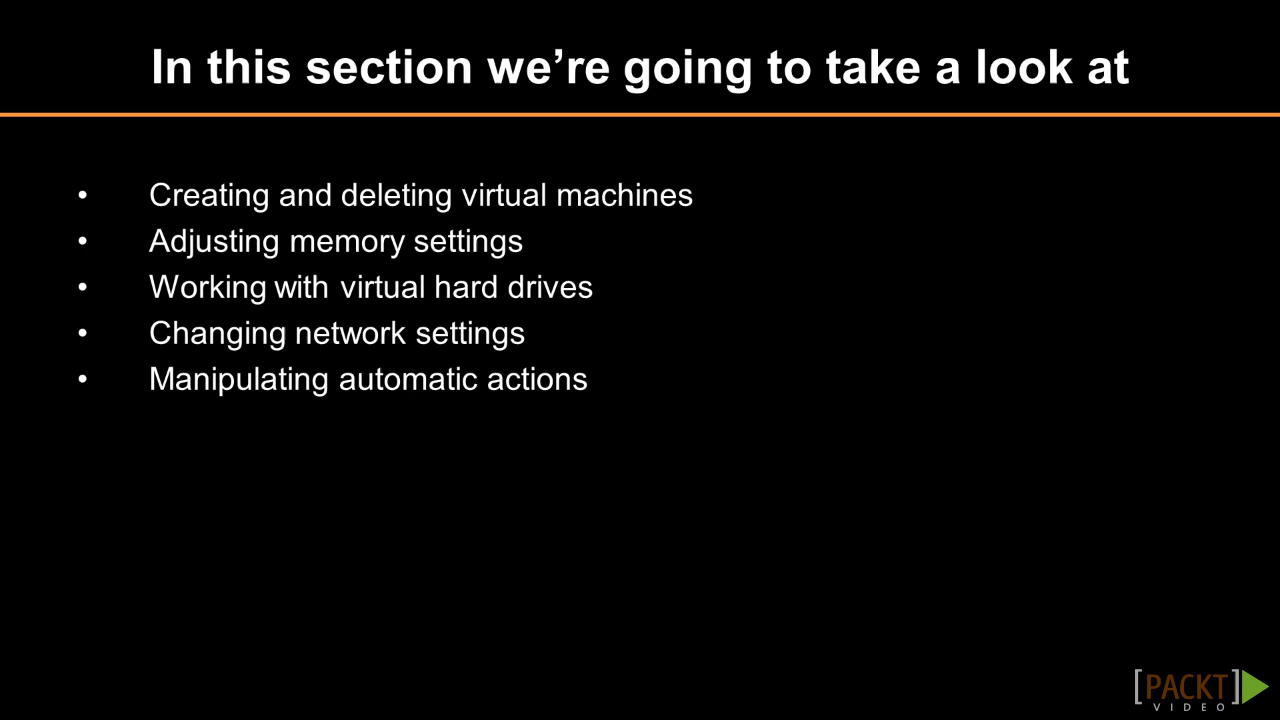 In this section we’re going to take a look at
• Creating and deleting virtual machines
• Adjusting memory settings
• Working with virtual hard drives
• Changing network settings
• Manipulating automatic actions
[PACKT]
VIDEO